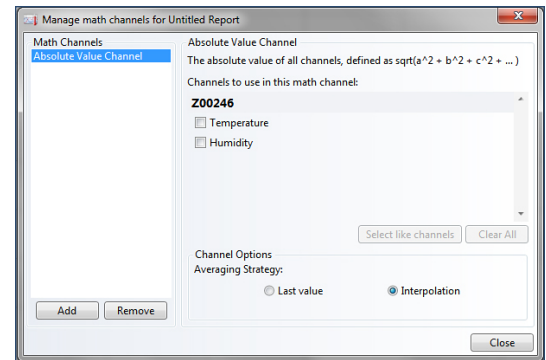 Manage math channels for Untitled Report
Math Channels
Absolute Value Channel
Absolute Value Channel
The absolute value of all channels, defined as sqrt(a^2 + b^2 + c^2 + ... )
Channels to use in this math channel:
Z00246
Temperature
Humidity
Select like channels Clear All
Channel Options
Averaging Strategy:
Last value Interpolation
Add Remove
Close